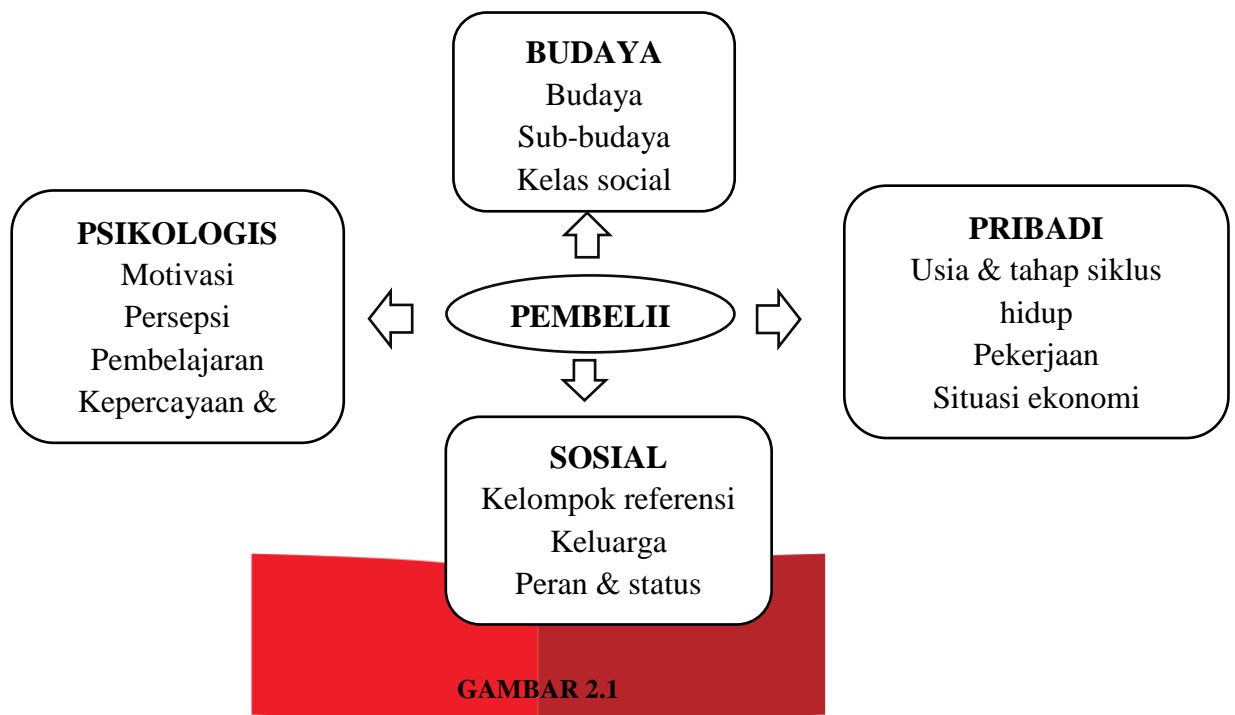 BUDAYA
Budaya
Sub-budaya
Kelas social
PSIKOLOGIS
Motivasi
Persepsi
Pembelajaran
Kepercayaan &
PEMBELII
PRIBADI
Usia & tahap siklus
hidup
Pekerjaan
Situasi ekonomi
SOSIAL
Kelompok referensi
Keluarga
Peran & status
GAMBAR 2.1